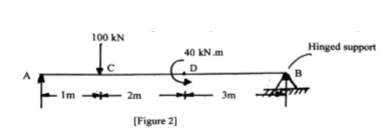 100 kN
40 kN.m
Hinged support
A
C
D
B
1m
2m
3m
[Figure 2]